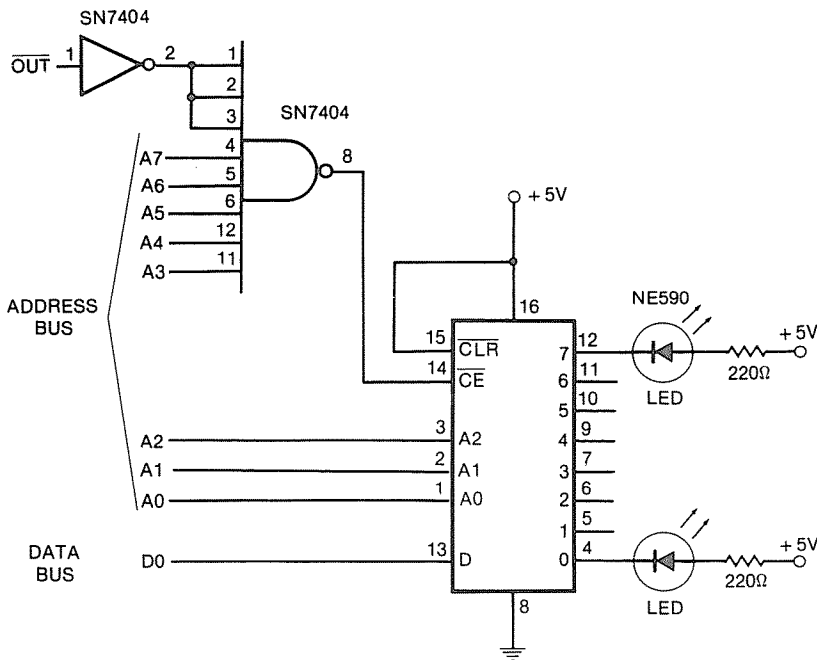 SN7404
OUT
1
2
1
2
3
SN7404
4
5
6
12
11
8
A7
A6
A5
A4
A3
ADDRESS
BUS
+5V
16
NE590
15
CLR
14
CE
3
A2
A2
2
A1
A1
1
A0
A0
DATA
BUS
D0
13
D
7
12
6
11
5
10
4
9
3
7
2
6
1
5
0
4
8
LED
220Ω
+5V
LED
220Ω
+5V